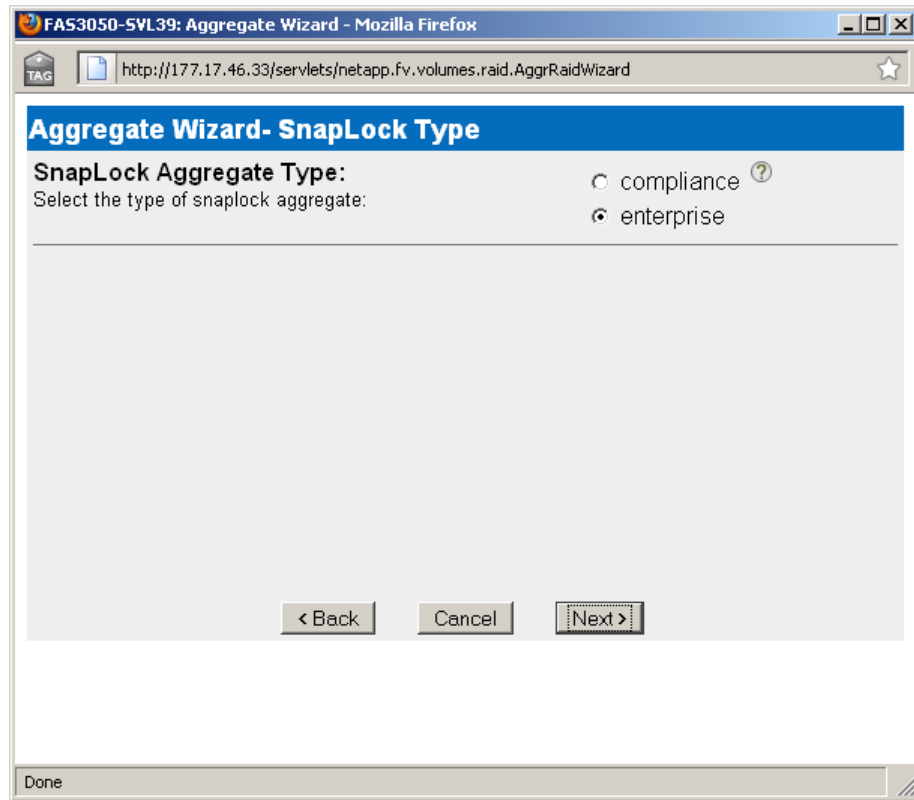 FAS3050-SVL39: Aggregate Wizard - Mozilla Firefox
TAG
http://177.17.46.33/servlets/netapp.fv.volumes.raid.AggrRaidWizard
Aggregate Wizard- SnapLock Type
SnapLock Aggregate Type:
Select the type of snaplock aggregate:
compliance ?
enterprise
< Back
Cancel
Next >
Done